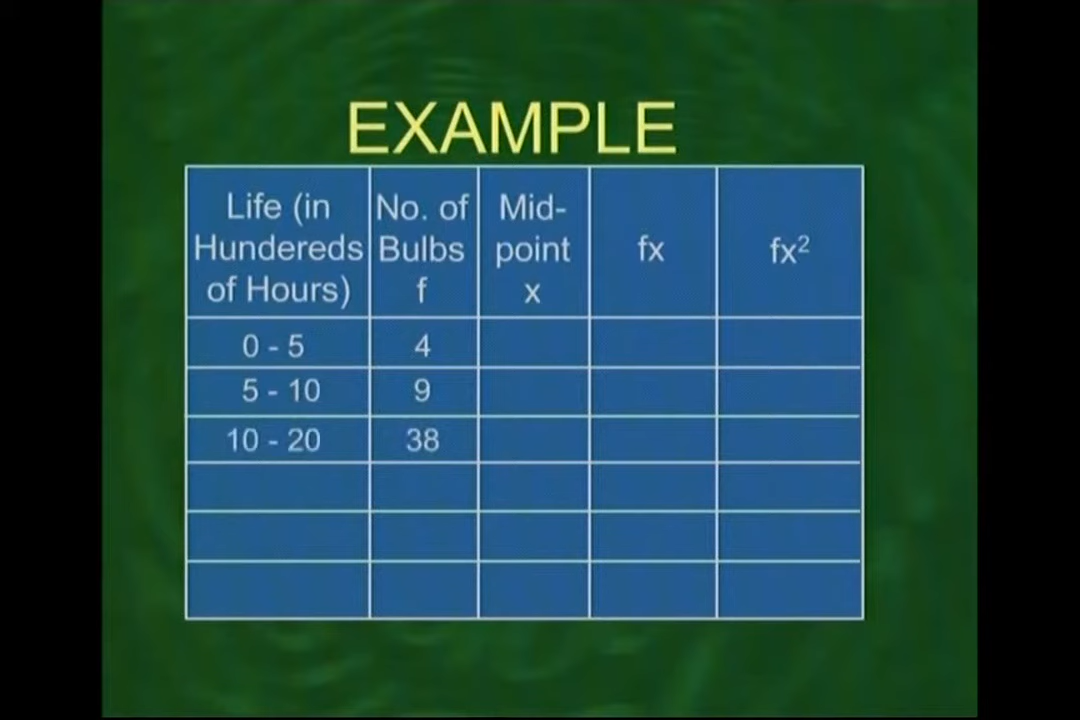 EXAMPLE
Life (in
Hundereds
of Hours)
No. of
Bulbs
f
Mid-
point
x
fx
fx²
0 - 5 4
5 - 10 9
10 - 20 38